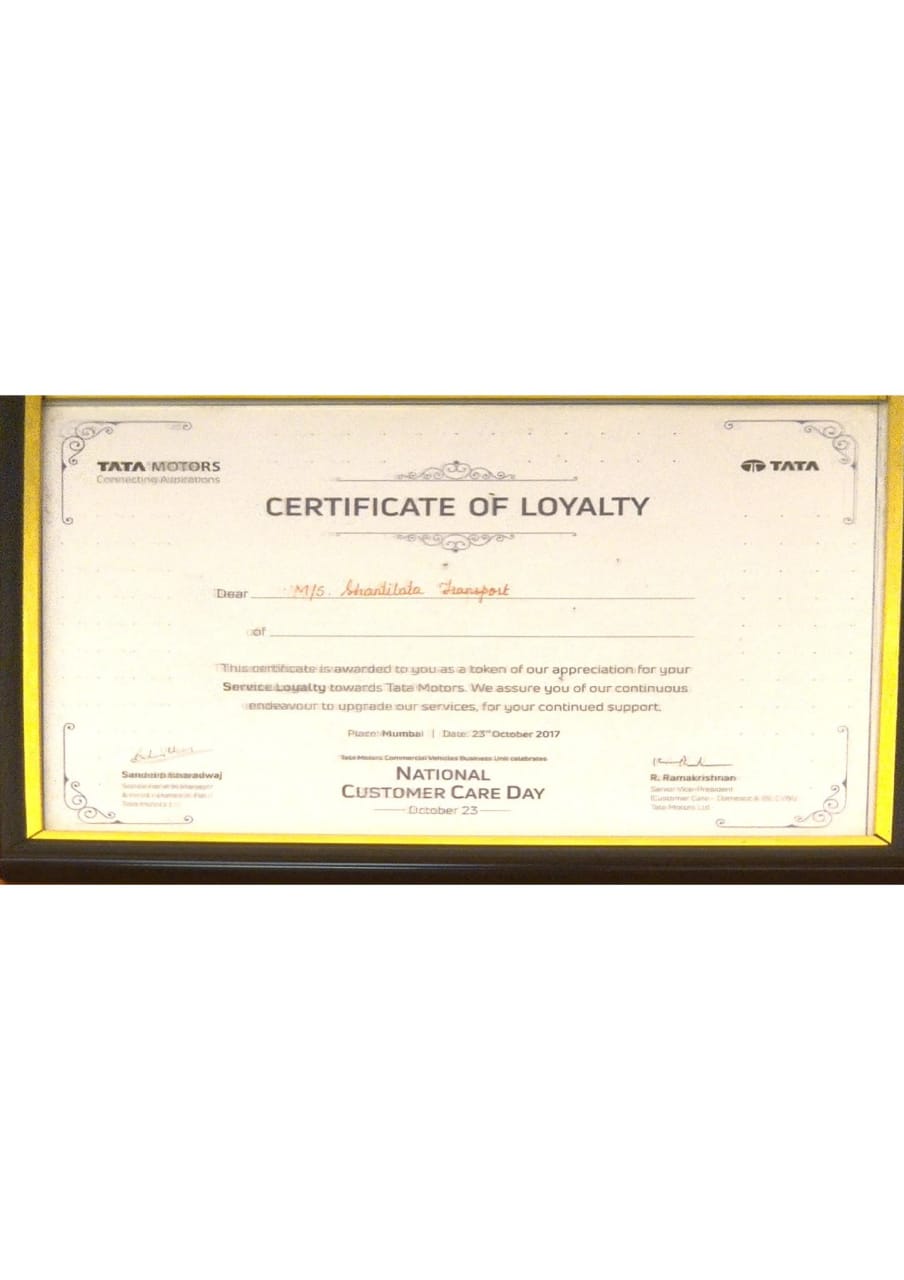 TATA MOTORS
Connecting Aspirations
TATA
CERTIFICATE OF LOYALTY
Dear M/S. Shantilata Transport
of
This certificate is awarded to you as a token of our appreciation for your
Service Loyalty towards Tata Motors. We assure you of our continuous
endeavour to upgrade our services, for your continued support.
Place: Mumbai | Date: 23rd October 2017
Tata Motors Commercial Vehicles Business Unit celebrates
NATIONAL
CUSTOMER CARE DAY
October 23
Sandeep Bharadwaj
R. Ramakrishnan
Senior Vice-President
(Customer Care - Domestic & IB), CVBU
Tata Motors Ltd